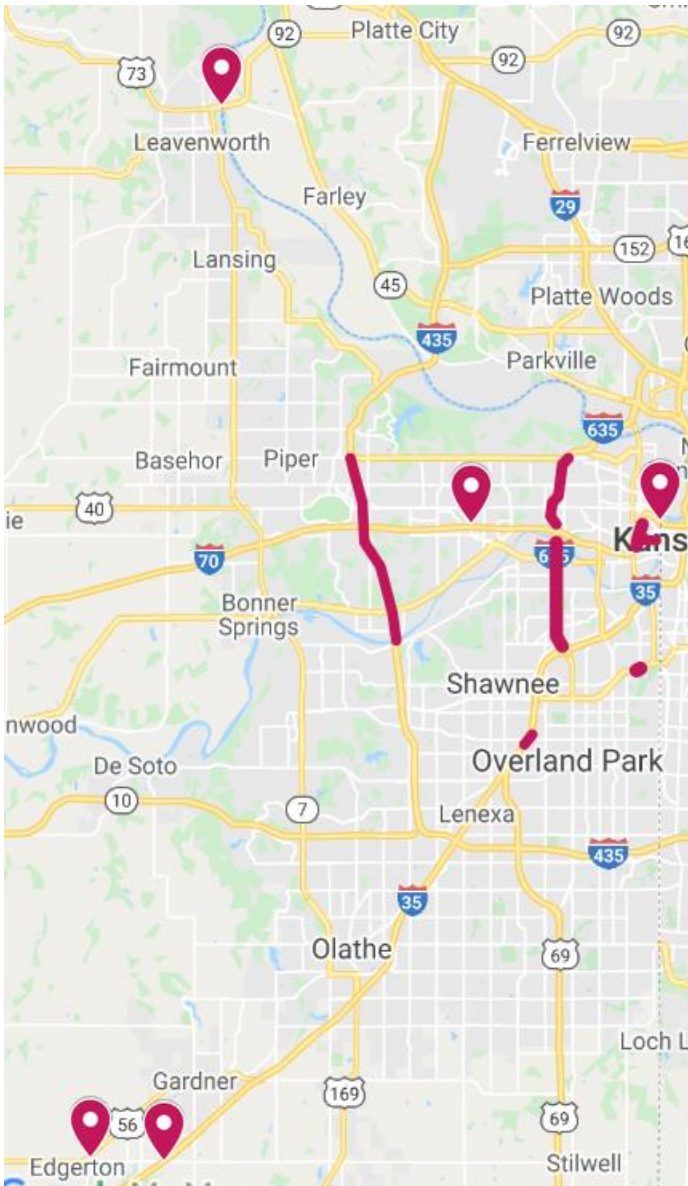 Platte City
92
92
92
73
Leavenworth
Ferrelview
Farley
29
152
Lansing
45
Platte Woods
435
Parkville
Fairmount
635
Basehor
Piper
40
ie
Kans
70
35
Bonner
Springs
Shawnee
nwood
Overland Park
De Soto
10
7
Lenexa
435
35
Olathe
69
Loch L
Gardner
169
56
69
Edgerton
Stilwell